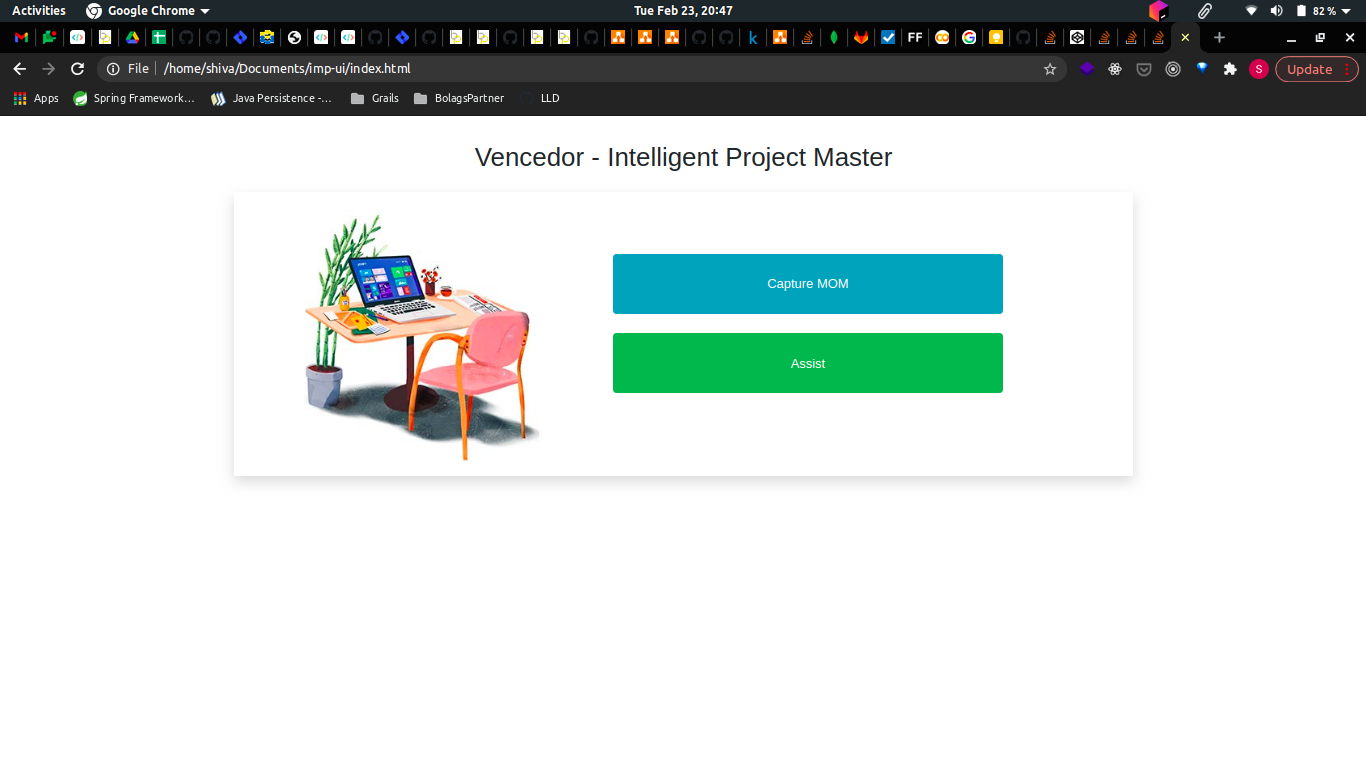 Activities
Google Chrome
Tue Feb 23, 20:47
82 %
FF
File
/home/shiva/Documents/imp-ui/index.html
S
Update
Apps
Spring Framework...
Java Persistence -...
Grails
BolagsPartner
LLD
Vencedor - Intelligent Project Master
Capture MOM
Assist